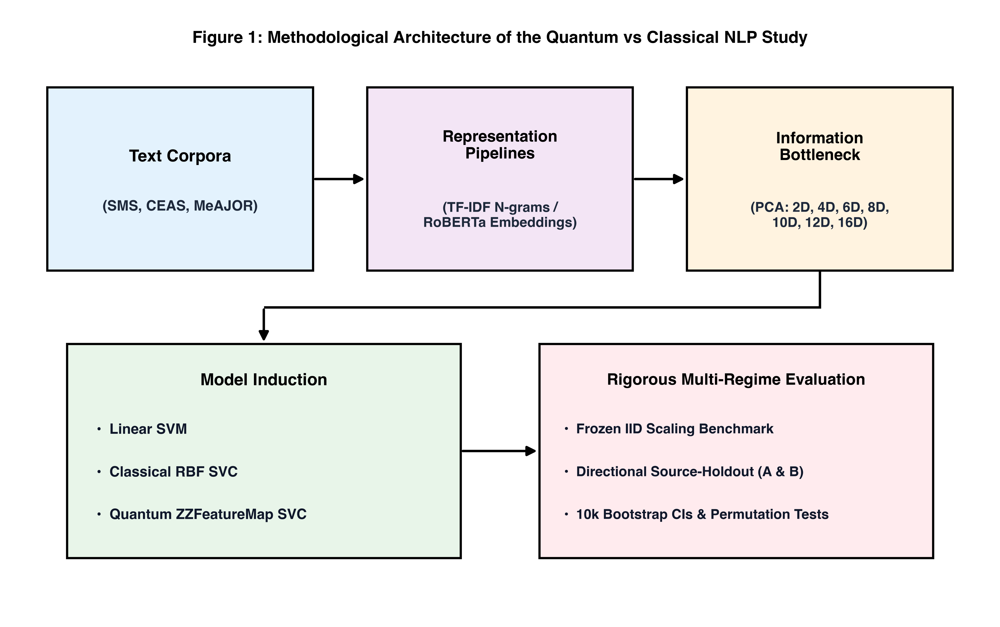 Figure 1: Methodological Architecture of the Quantum vs Classical NLP Study
Text Corpora
(SMS, CEAS, MeAJOR)
Representation
Pipelines
(TF-IDF N-grams /
RoBERTa Embeddings)
Information
Bottleneck
(PCA: 2D, 4D, 6D, 8D,
10D, 12D, 16D)
Model Induction
• Linear SVM
• Classical RBF SVC
• Quantum ZZFeatureMap SVC
Rigorous Multi-Regime Evaluation
• Frozen IID Scaling Benchmark
• Directional Source-Holdout (A & B)
• 10k Bootstrap CIs & Permutation Tests